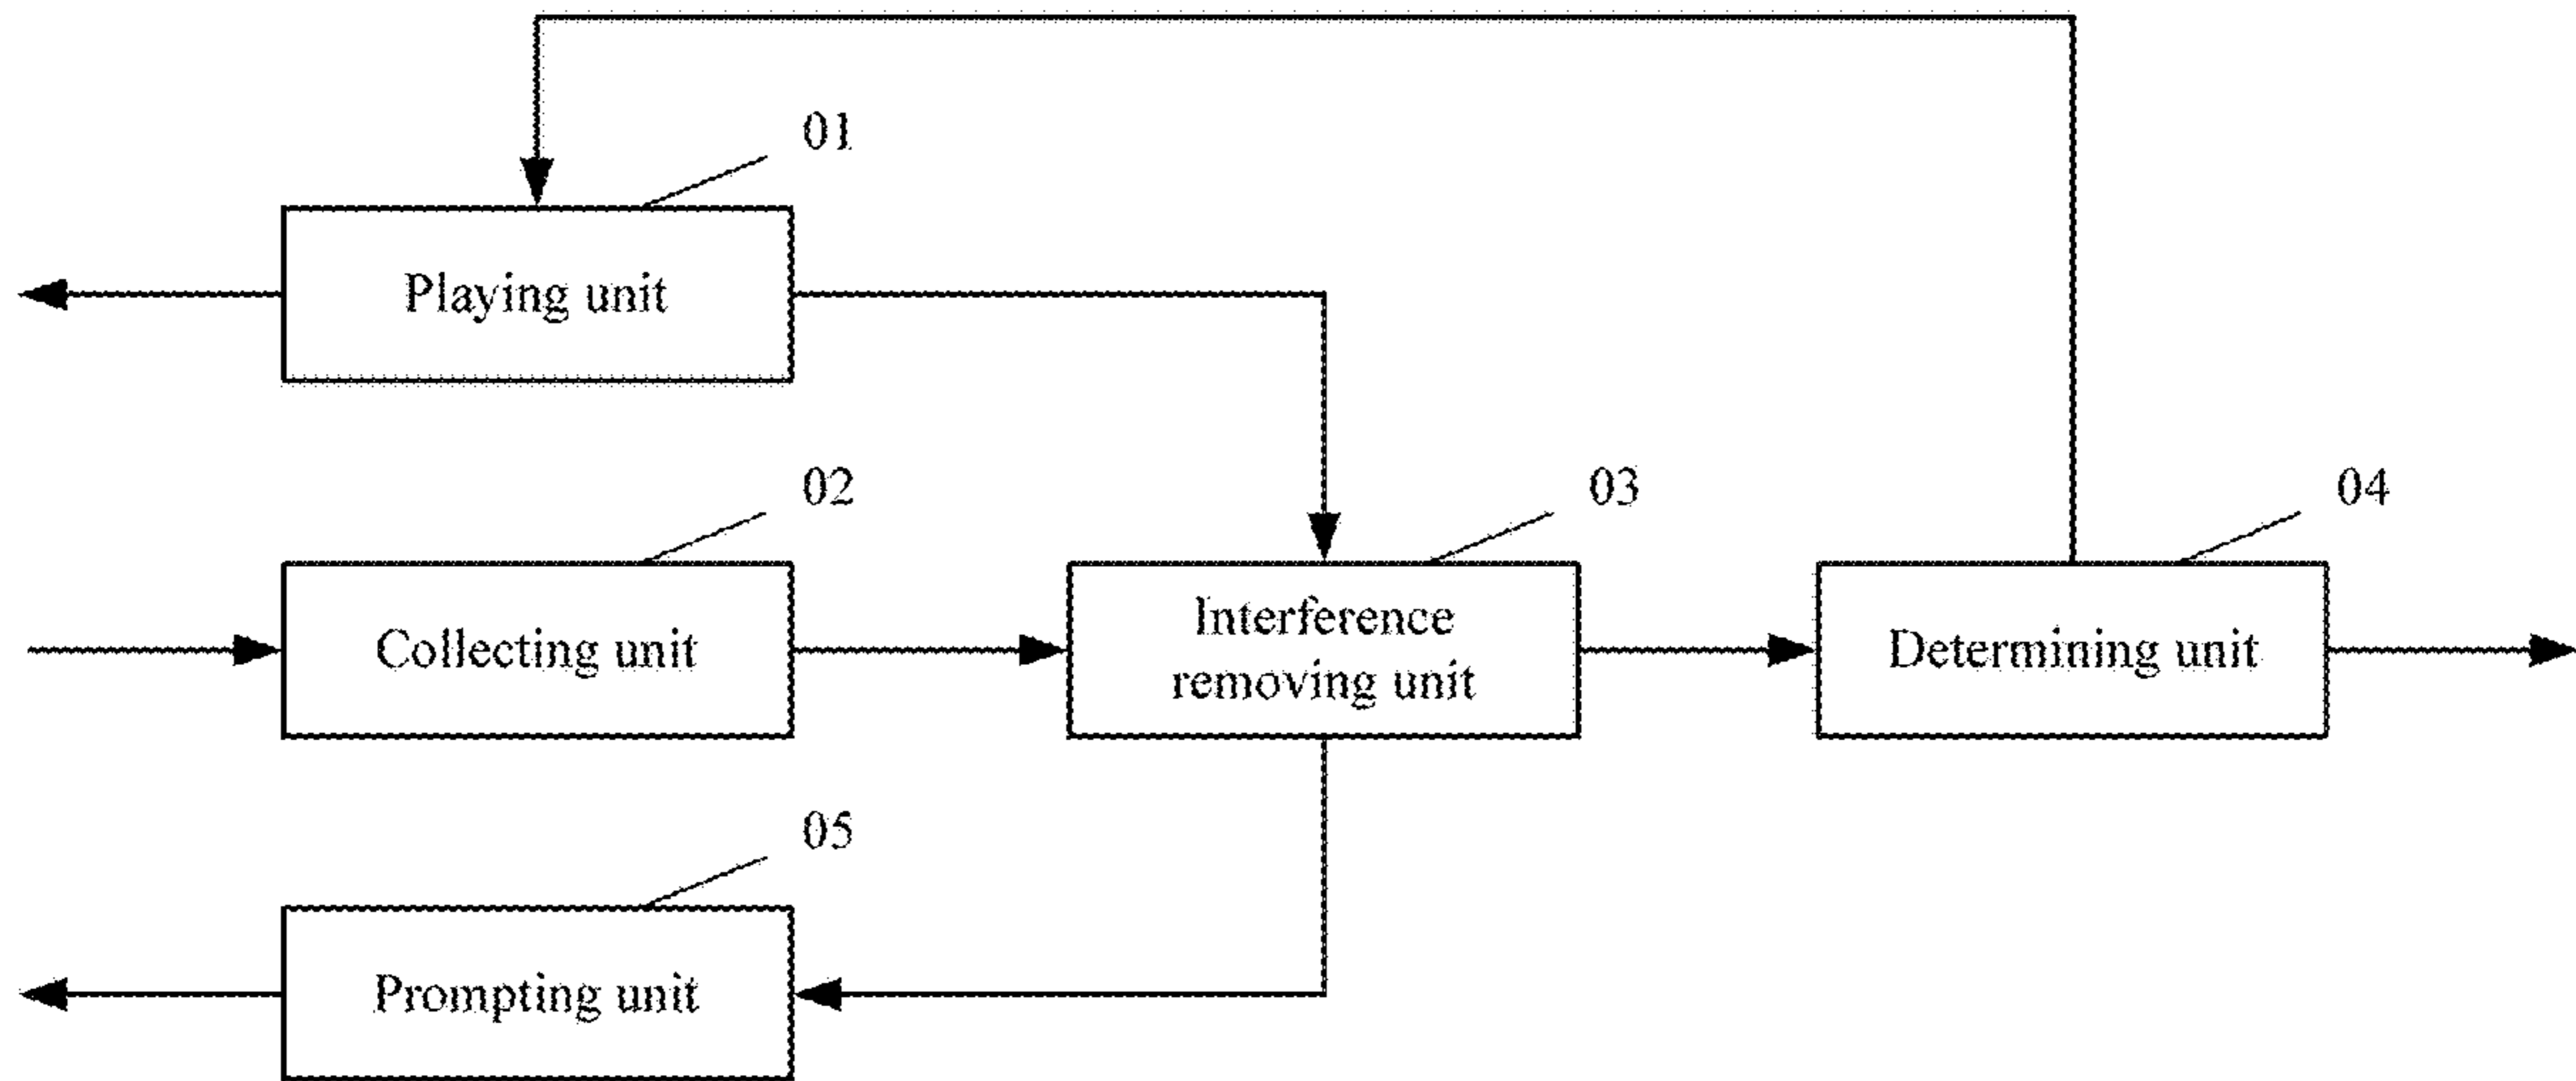 01
Playing unit
02
03
04
Collecting unit
Interference
removing unit
Determining unit
05
Prompting unit